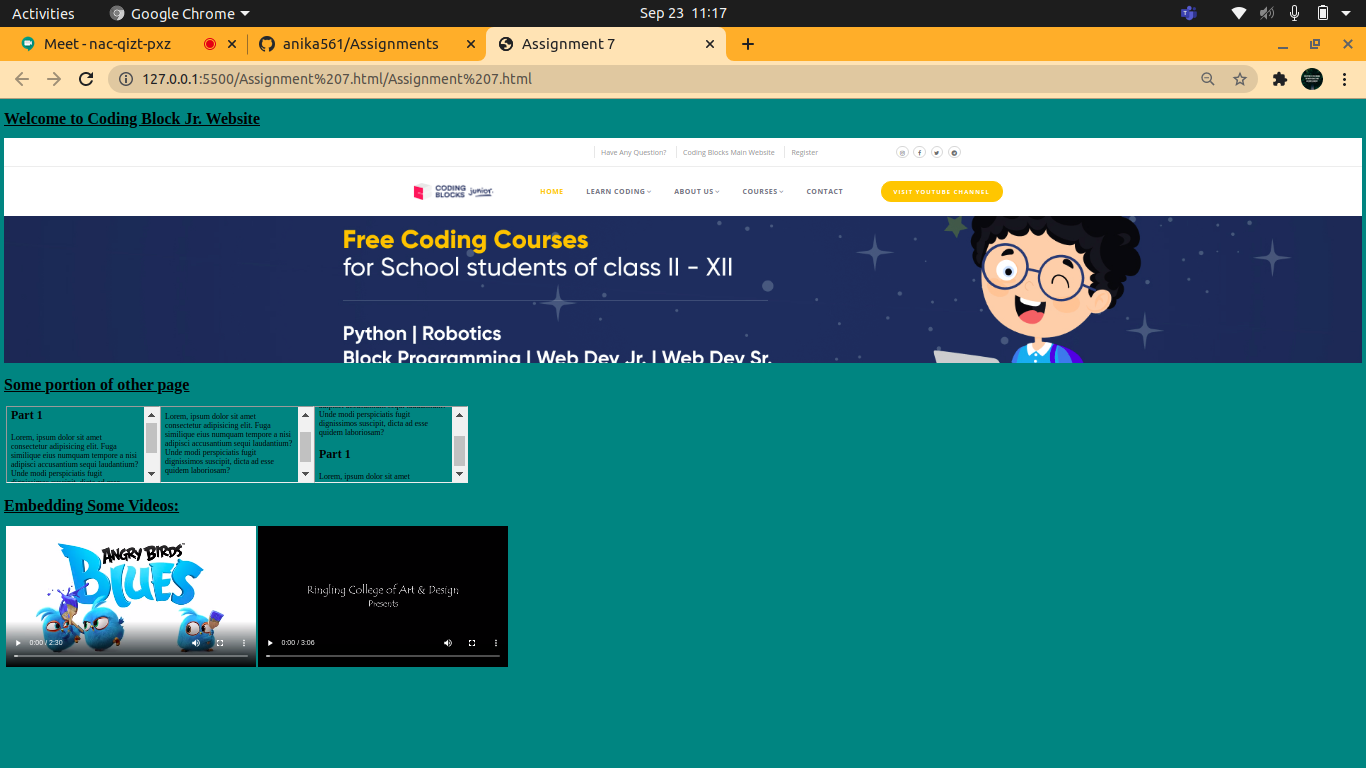 Activities
Google Chrome
Sep 23 11:17
Meet - nac-qizt-pxz
anika561/Assignments
Assignment 7
127.0.0.1:5500/Assignment%207.html/Assignment%207.html
Welcome to Coding Block Jr. Website
Have Any Question?
Coding Blocks Main Website
Register
CODING BLOCKS junior
HOME
LEARN CODING
ABOUT US
COURSES
CONTACT
VISIT YOUTUBE CHANNEL
Free Coding Courses
for School students of class II - XII
Python | Robotics
Block Programming | Web Dev Jr. | Web Dev Sr.
Some portion of other page
Part 1
Lorem, ipsum dolor sit amet
consectetur adipisicing elit. Fuga
similique eius numquam tempore a nisi
adipisci accusantium sequi laudantium?
Unde modi perspiciatis fugit
Lorem, ipsum dolor sit amet
consectetur adipisicing elit. Fuga
similique eius numquam tempore a nisi
adipisci accusantium sequi laudantium?
Unde modi perspiciatis fugit
dignissimos suscipit, dicta ad esse
quidem laboriosam?
Unde modi perspiciatis fugit
dignissimos suscipit, dicta ad esse
quidem laboriosam?
Part 1
Lorem, ipsum dolor sit amet
Embedding Some Videos:
ANGRY BIRDS
BLUES
0:00 / 2:30
Ringling College of Art & Design
Presents
0:00 / 3:06